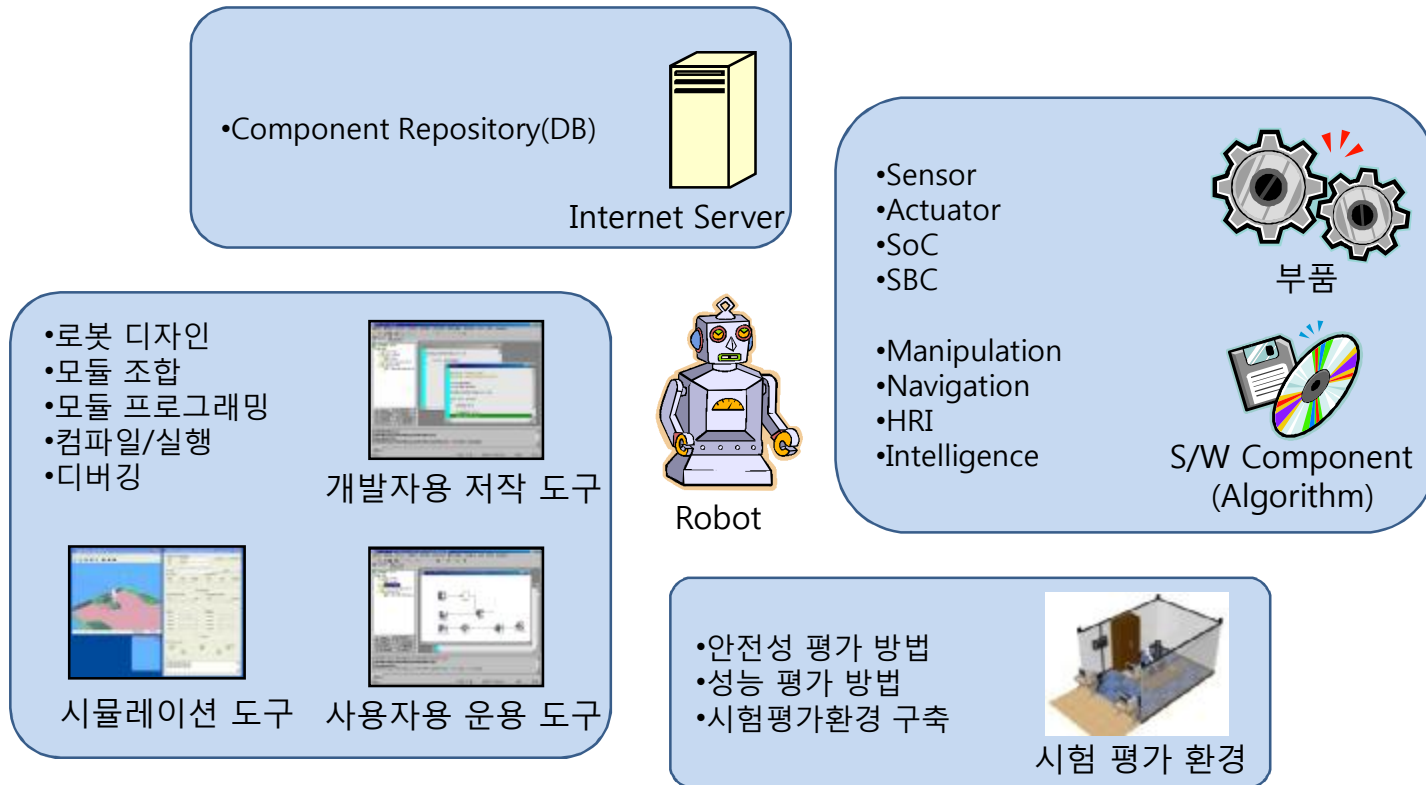 •Component Repository(DB)
Internet Server
•Sensor
•Actuator
•SoC
•SBC
부품
•Manipulation
•Navigation
•HRI
•Intelligence
S/W Component
(Algorithm)
•로봇 디자인
•모듈 조합
•모듈 프로그래밍
•컴파일/실행
•디버깅
개발자용 저작 도구
시뮬레이션 도구
사용자용 운용 도구
Robot
•안전성 평가 방법
•성능 평가 방법
•시험평가환경 구축
시험 평가 환경